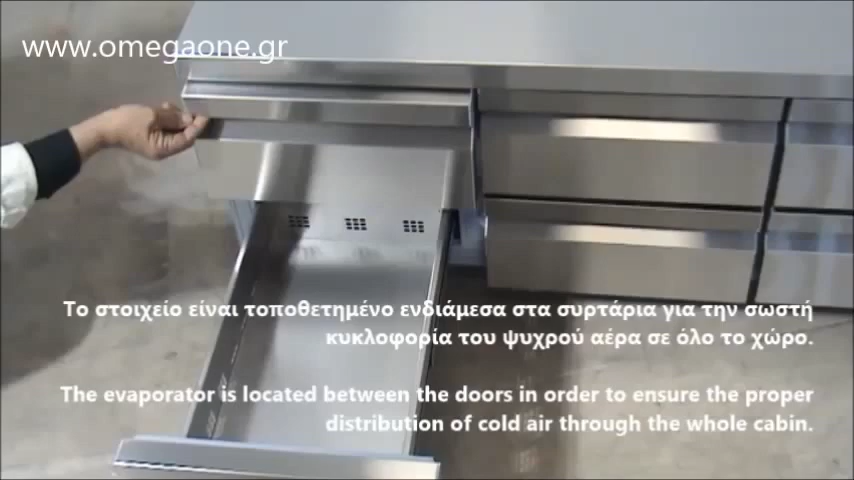 www.omegaone.gr
Το στοιχείο είναι τοποθετημένο ενδιάμεσα στα συρτάρια για την σωστή
κυκλοφορία του ψυχρού αέρα σε όλο το χώρο.
The evaporator is located between the doors in order to ensure the proper
distribution of cold air through the whole cabin.